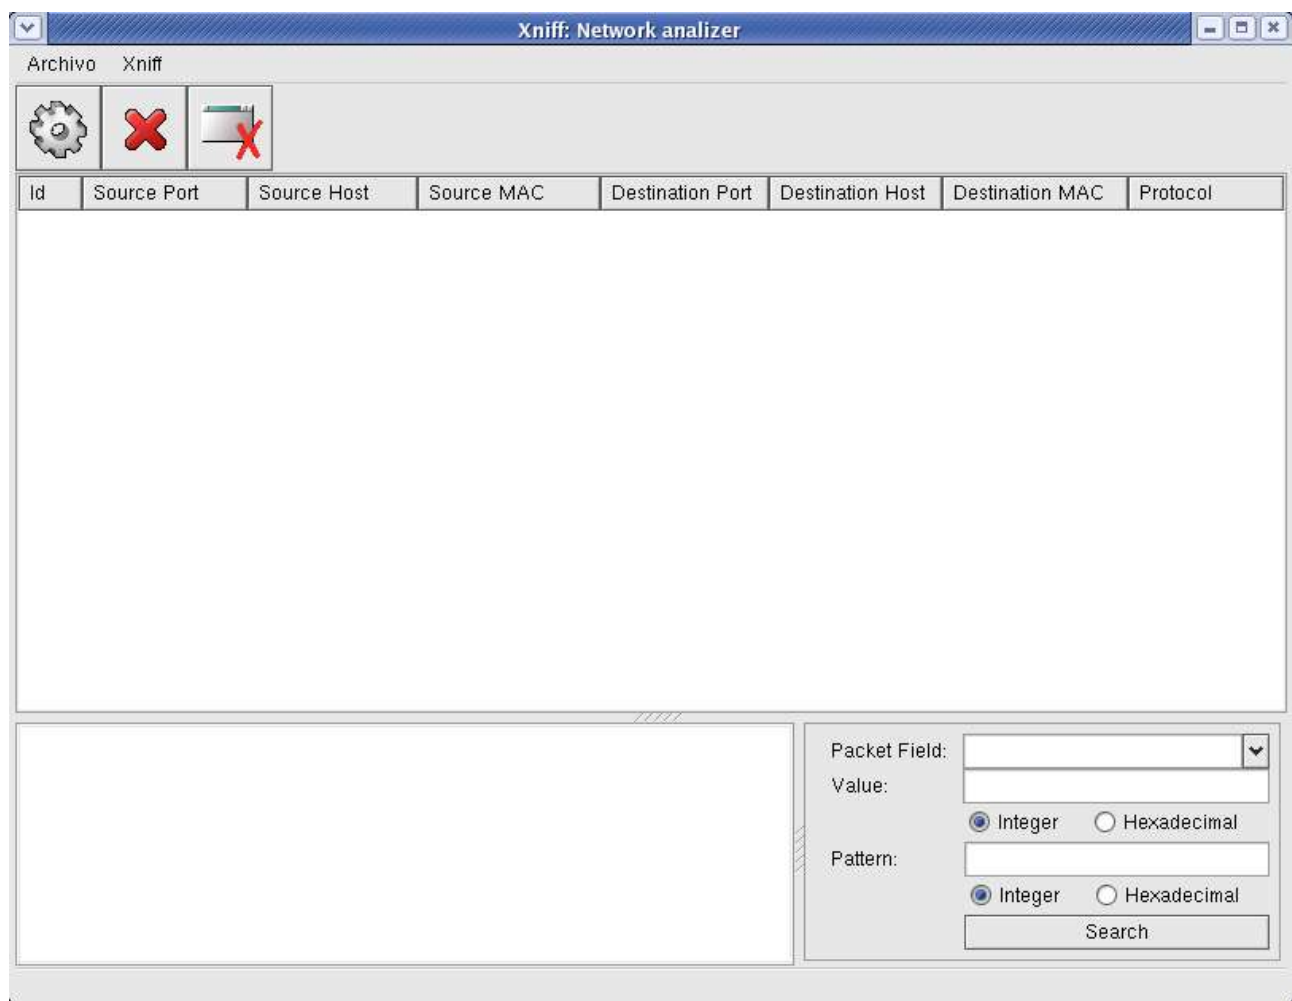 Xniff: Network analizer
Archivo Xniff
Id Source Port Source Host Source MAC Destination Port Destination Host Destination MAC Protocol
Packet Field:
Value:
Integer Hexadecimal
Pattern:
Integer Hexadecimal
Search